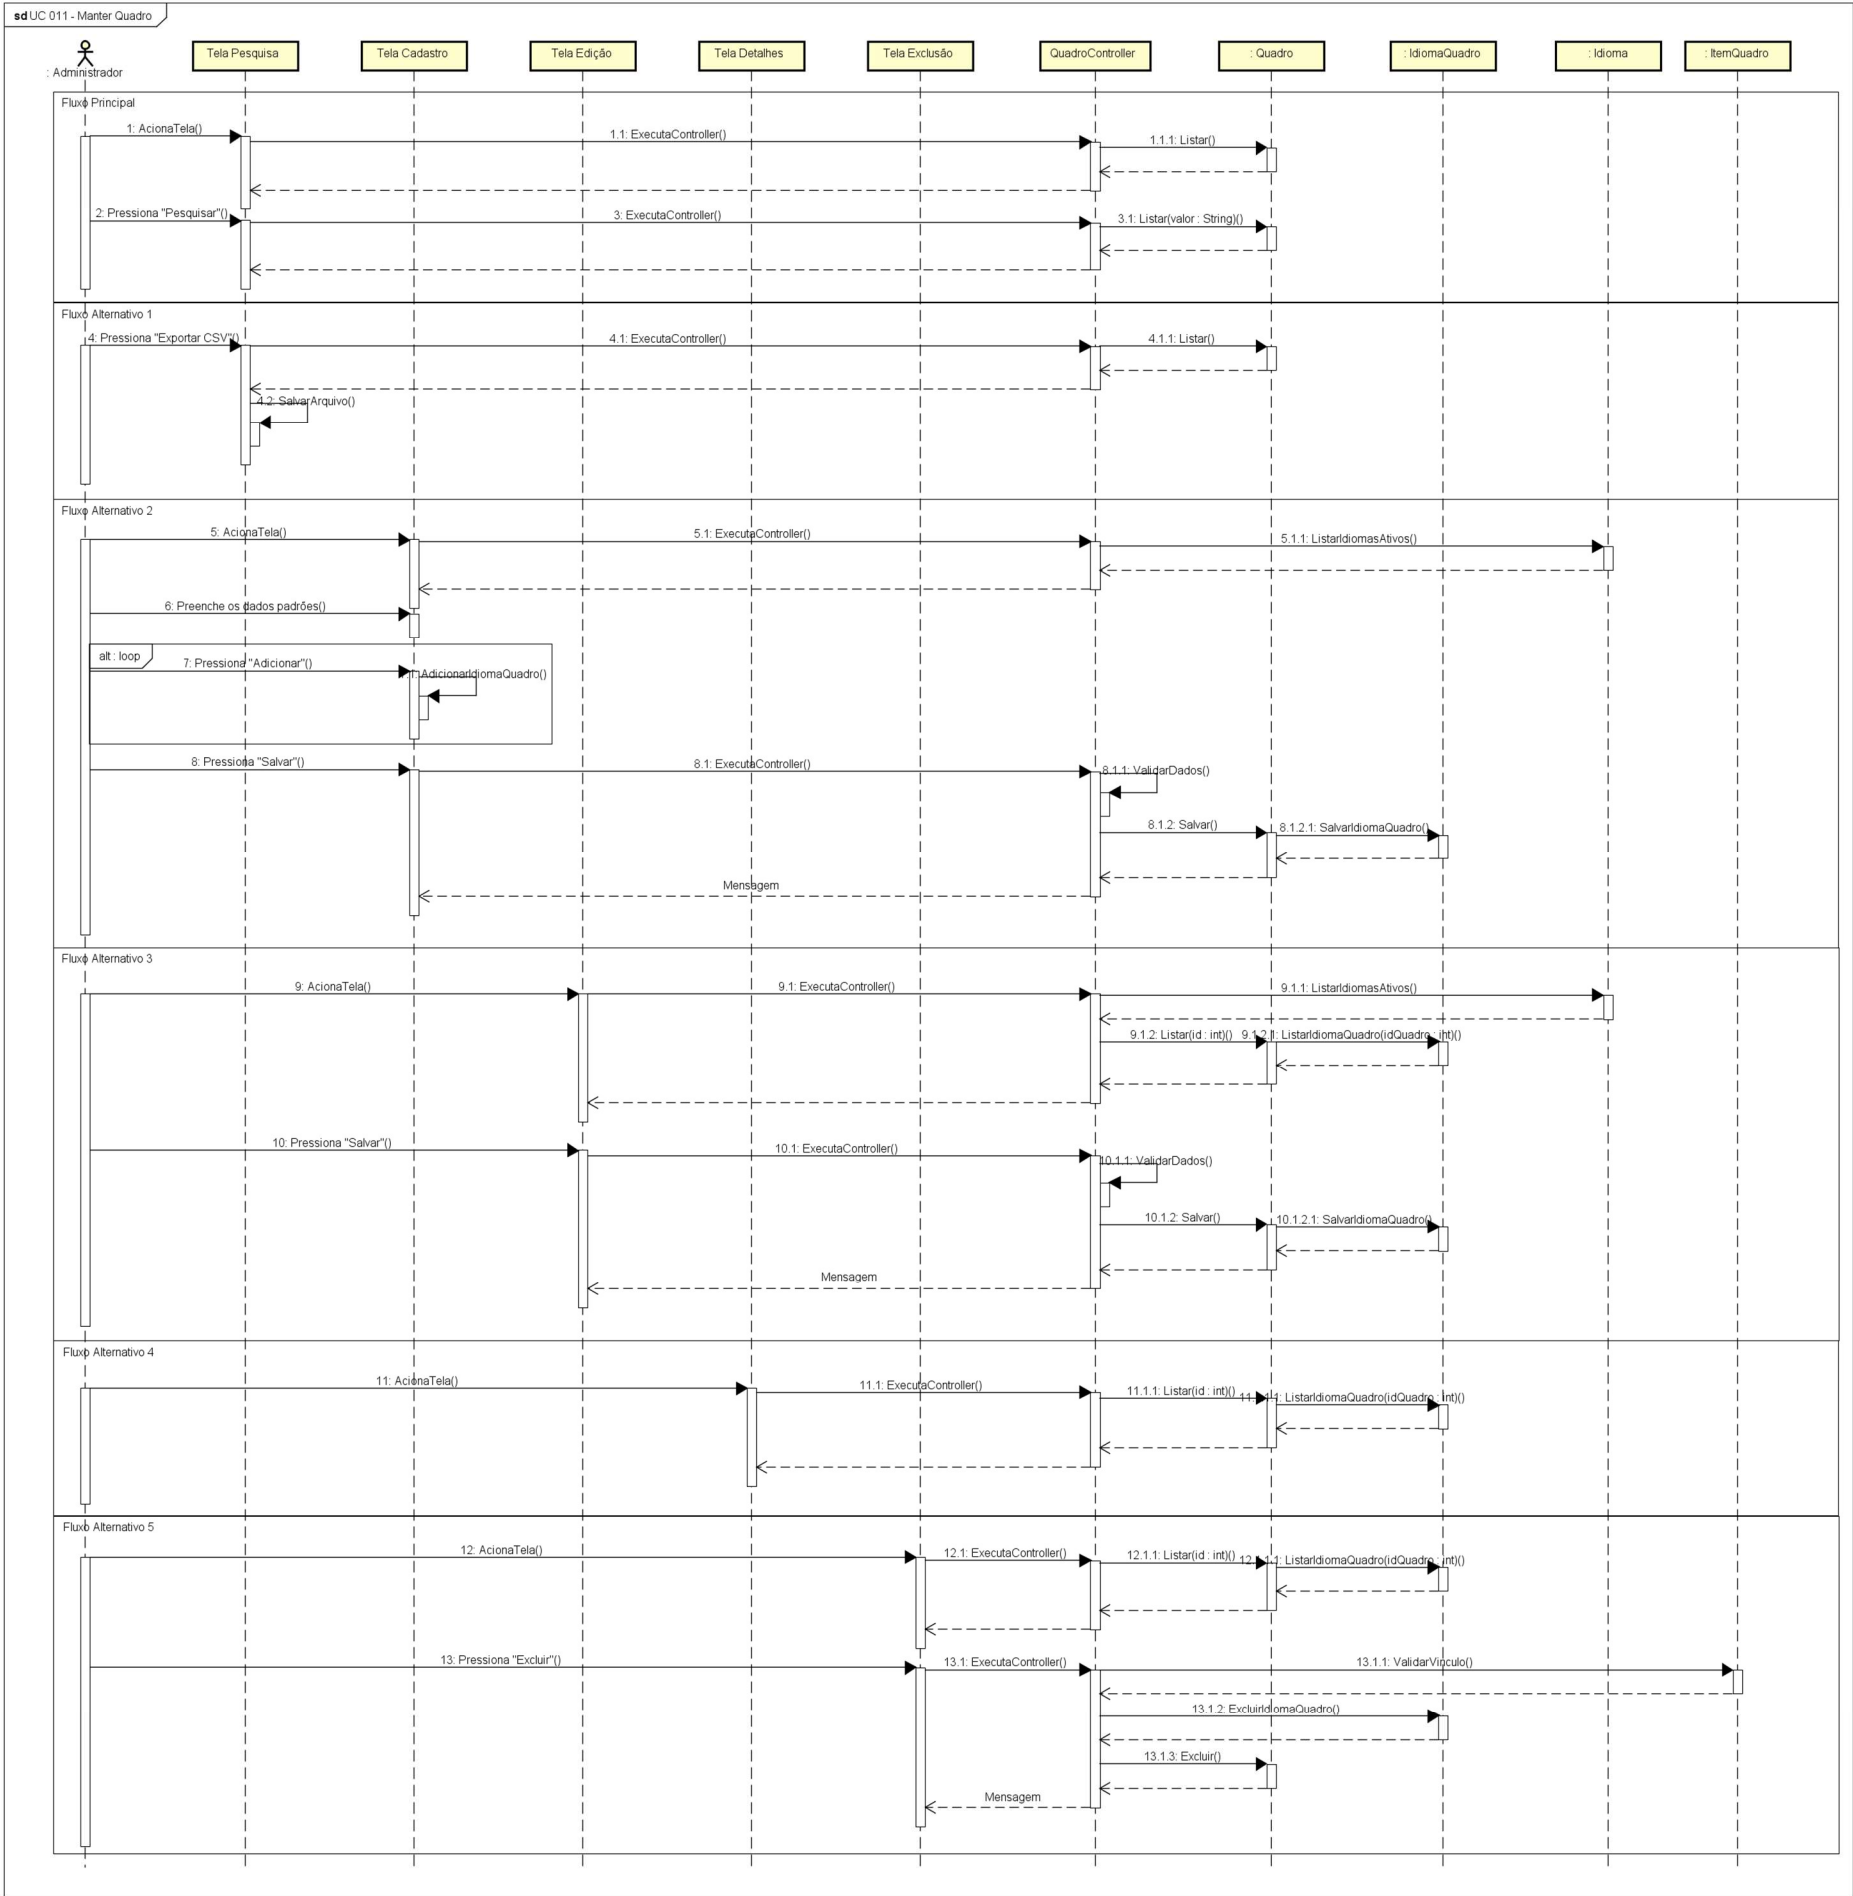 sd UC 011 - Manter Quadro
: Administrador
Tela Pesquisa
Tela Cadastro
Tela Edição
Tela Detalhes
Tela Exclusão
QuadroController
: Quadro
: IdiomaQuadro
: Idioma
: ItemQuadro
Fluxo Principal
1: AcionaTela()
1.1: ExecutaController()
1.1.1: Listar()
2: Pressiona "Pesquisar"()
3: ExecutaController()
3.1: Listar(valor : String)()
Fluxo Alternativo 1
4: Pressiona "Exportar CSV"()
4.1: ExecutaController()
4.1.1: Listar()
4.2: SalvarArquivo()
Fluxo Alternativo 2
5: AcionaTela()
5.1: ExecutaController()
5.1.1: ListarIdiomasAtivos()
6: Preenche os dados padrões()
alt : loop
7: Pressiona "Adicionar"()
AdicionarIdiomaQuadro()
8: Pressiona "Salvar"()
8.1: ExecutaController()
8.1.1: ValidarDados()
8.1.2: Salvar()
8.1.2.1: SalvarIdiomaQuadro()
Mensagem
Fluxo Alternativo 3
9: AcionaTela()
9.1: ExecutaController()
9.1.1: ListarIdiomasAtivos()
9.1.2: Listar(id : int)()
9.1.2.1: ListarIdiomaQuadro(idQuadro : int)()
10: Pressiona "Salvar"()
10.1: ExecutaController()
10.1.1: ValidarDados()
10.1.2: Salvar()
10.1.2.1: SalvarIdiomaQuadro()
Mensagem
Fluxo Alternativo 4
11: AcionaTela()
11.1: ExecutaController()
11.1.1: Listar(id : int)()
ListarIdiomaQuadro(idQuadro : int)()
Fluxo Alternativo 5
12: AcionaTela()
12.1: ExecutaController()
12.1.1: Listar(id : int)()
ListarIdiomaQuadro(idQuadro : int)()
13: Pressiona "Excluir"()
13.1: ExecutaController()
13.1.1: ValidarVinculo()
13.1.2: ExcluirIdiomaQuadro()
13.1.3: Excluir()
Mensagem